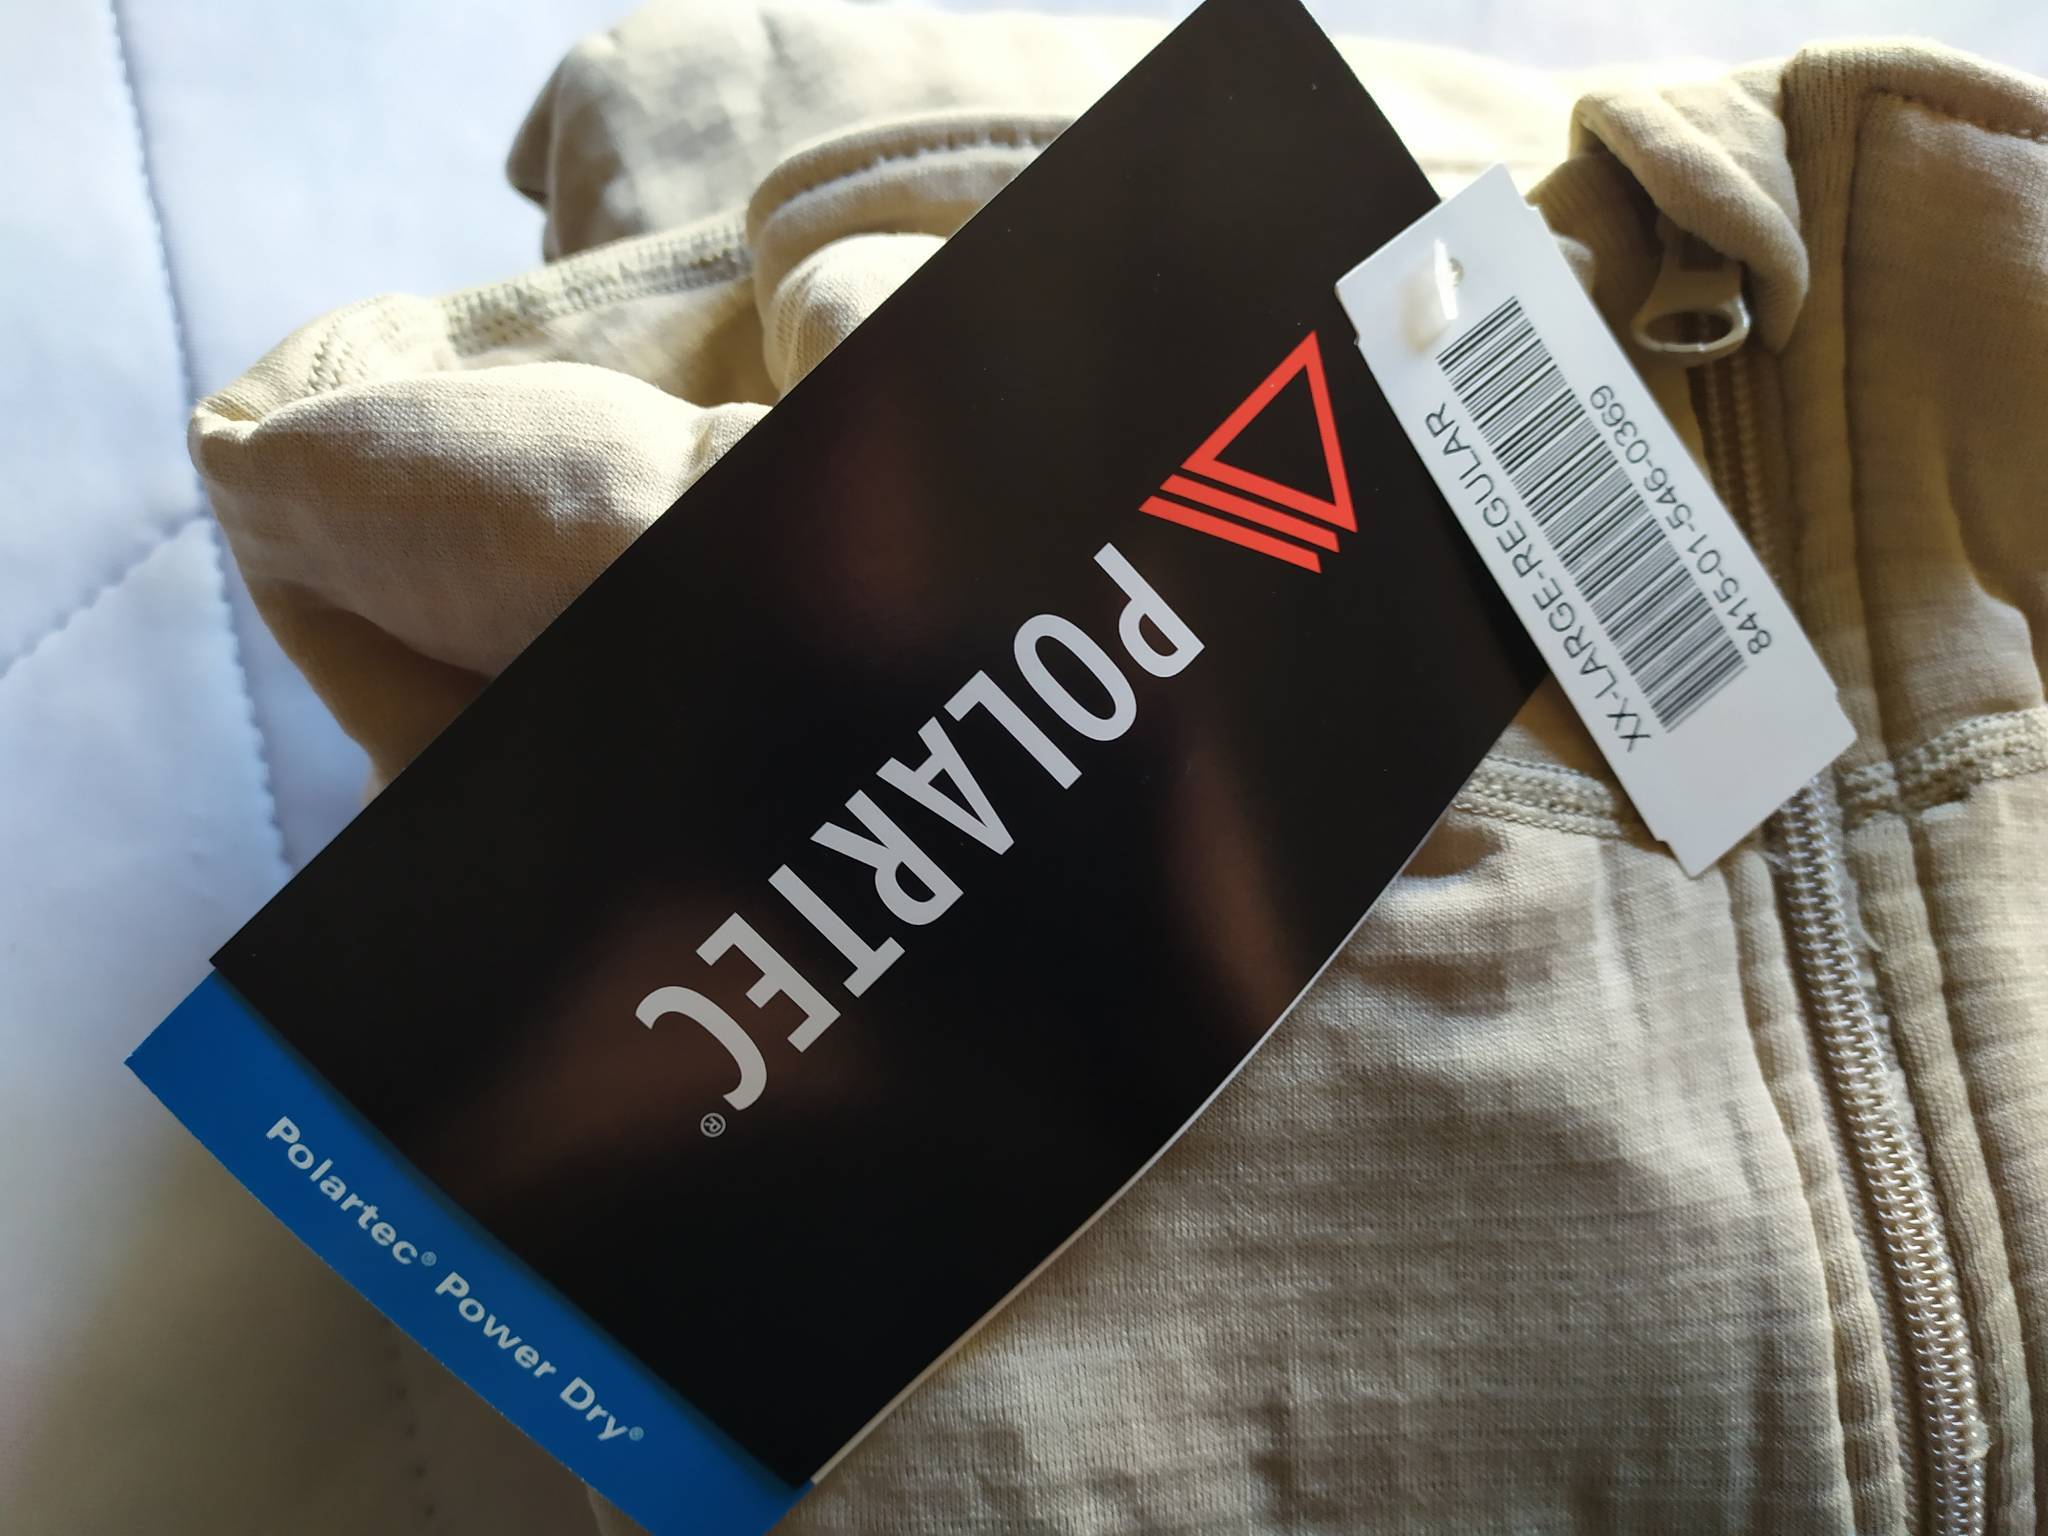 POLARTEC®
Polartec® Power Dry®
XX-LARGE-REGULAR
8415-01-546-0369